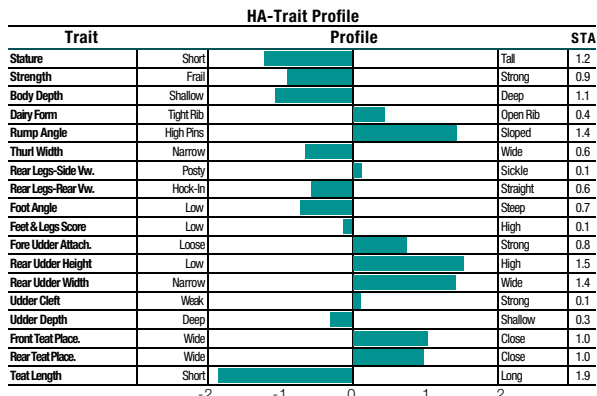 HA-Trait Profile
Trait Profile STA
Stature Short Tall 1.2
Strength Frail Strong 0.9
Body Depth Shallow Deep 1.1
Dairy Form Tight Rib Open Rib 0.4
Rump Angle High Pins Sloped 1.4
Thurl Width Narrow Wide 0.6
Rear Legs-Side Vw. Posty Sickle 0.1
Rear Legs-Rear Vw. Hock-In Straight 0.6
Foot Angle Low Steep 0.7
Feet & Legs Score Low High 0.1
Fore Udder Attach. Loose Strong 0.8
Rear Udder Height Low High 1.5
Rear Udder Width Narrow Wide 1.4
Udder Cleft Weak Strong 0.1
Udder Depth Deep Shallow 0.3
Front Teat Place. Wide Close 1.0
Rear Teat Place. Wide Close 1.0
Teat Length Short Long 1.9
-2 -1 0 1 2